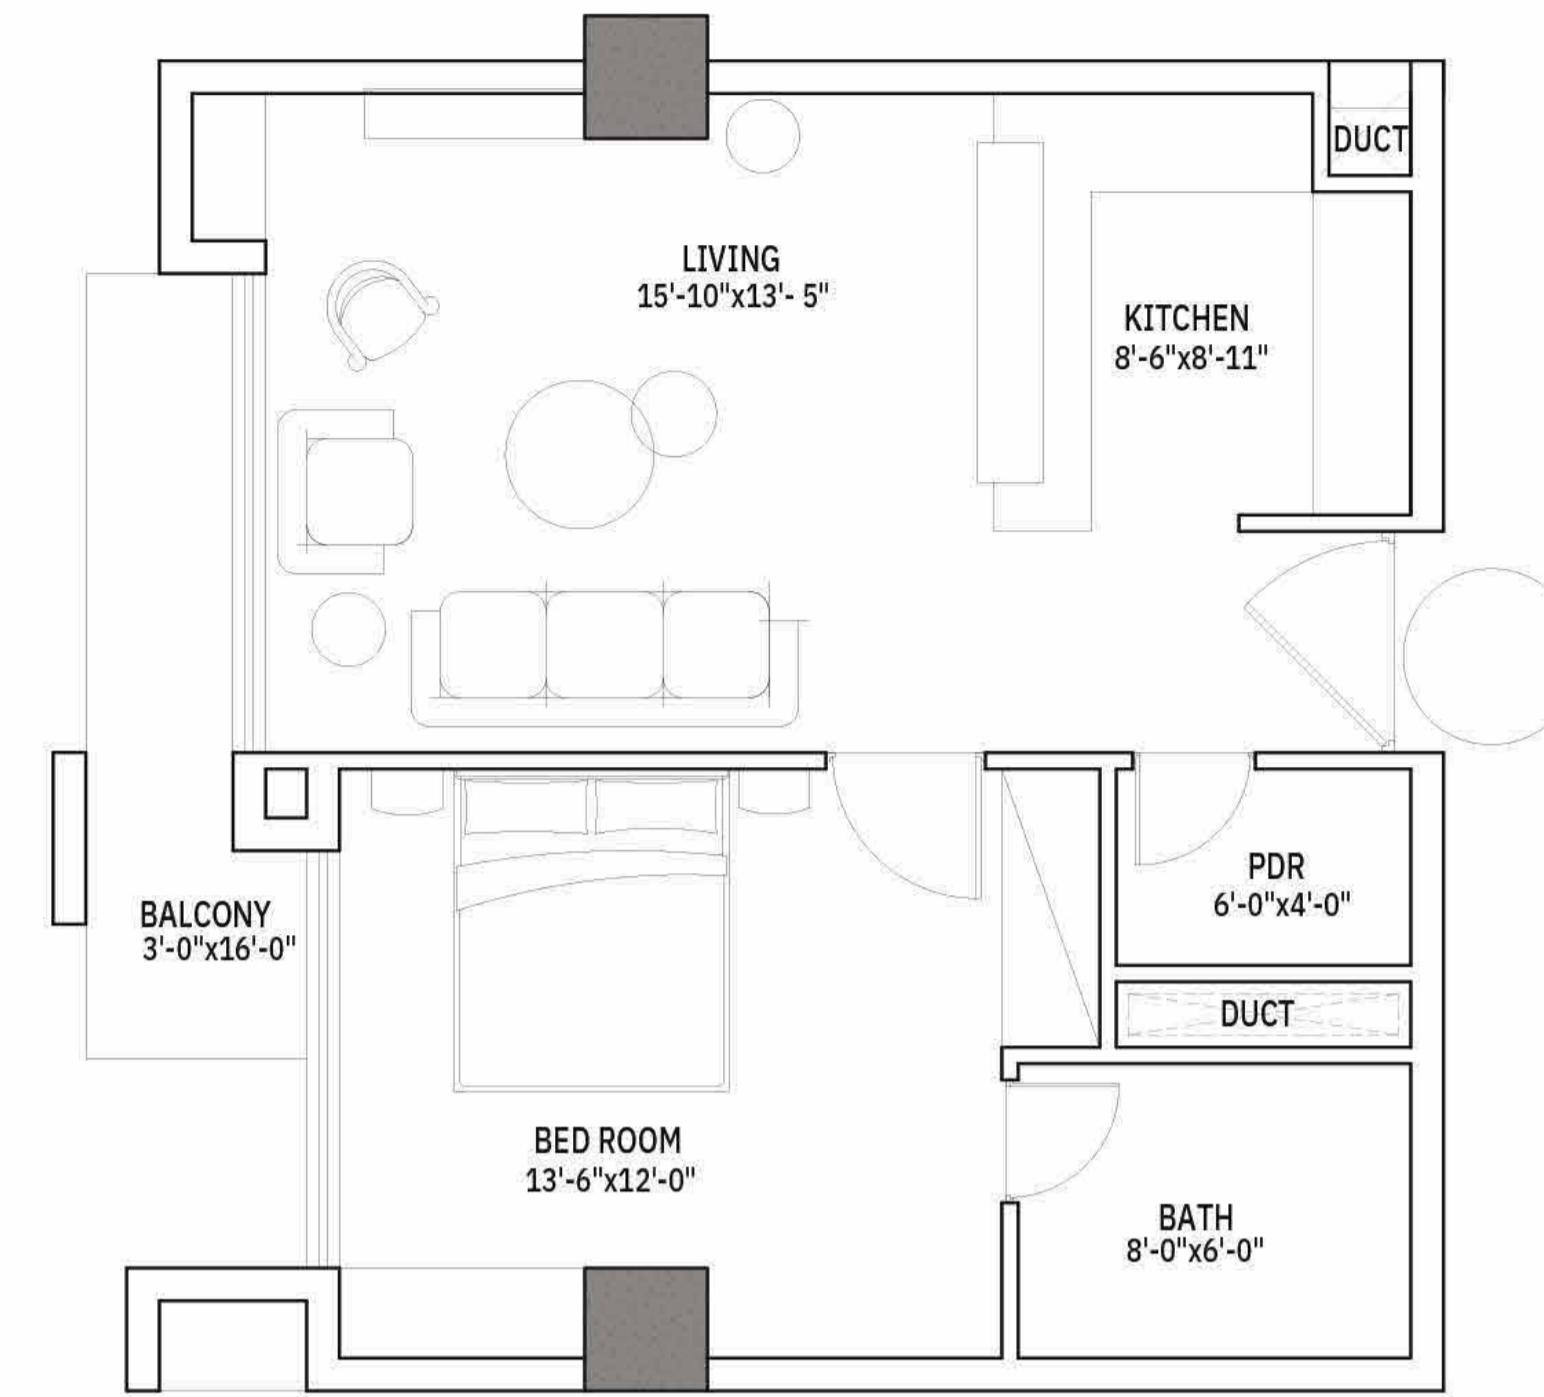 DUCT
LIVING
15'-10"x13'- 5"
KITCHEN
8'-6"x8'-11"
PDR
6'-0"x4'-0"
BALCONY
3'-0"x16'-0"
DUCT
BED ROOM
13'-6"x12'-0"
BATH
8'-0"x6'-0"